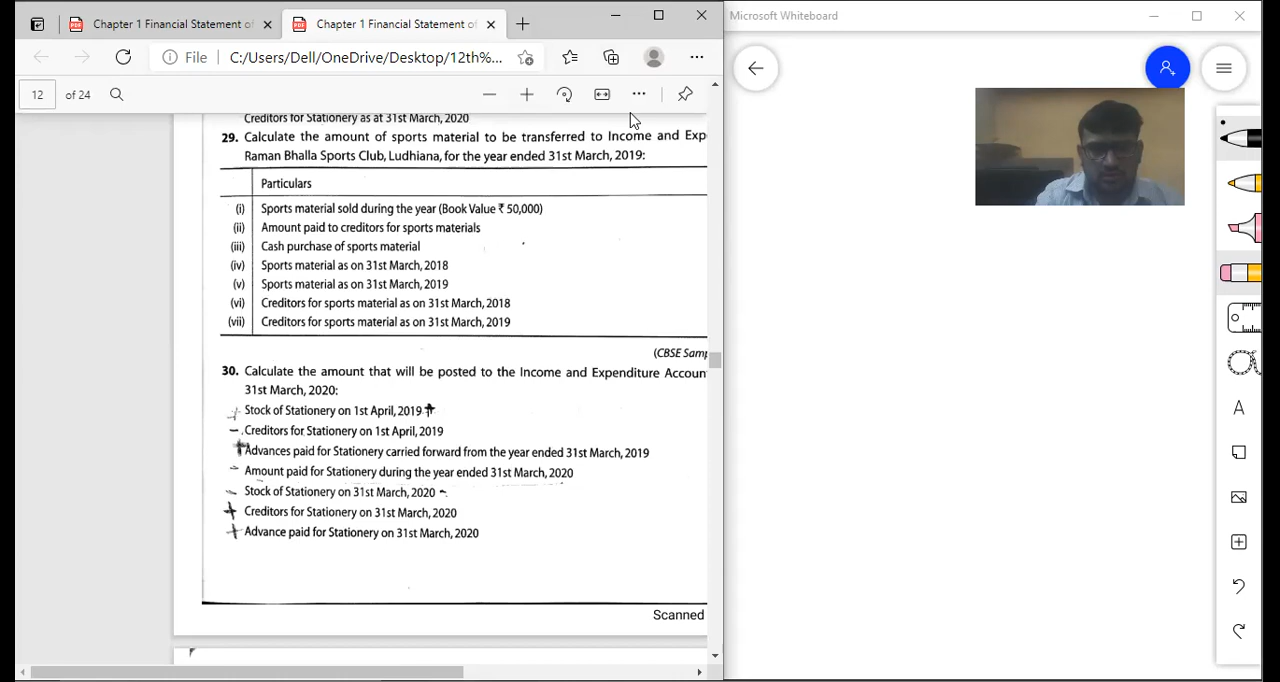 Chapter 1 Financial Statement of
Chapter 1 Financial Statement of
Microsoft Whiteboard
File
C:/Users/Dell/OneDrive/Desktop/12th%...
12
of 24
Creditors for Stationery as at 31st March, 2020
29. Calculate the amount of sports material to be transferred to Income and Exp
Raman Bhalla Sports Club, Ludhiana, for the year ended 31st March, 2019:
Particulars
(i) Sports material sold during the year (Book Value ₹ 50,000)
(ii) Amount paid to creditors for sports materials
(iii) Cash purchase of sports material
(iv) Sports material as on 31st March, 2018
(v) Sports material as on 31st March, 2019
(vi) Creditors for sports material as on 31st March, 2018
(vii) Creditors for sports material as on 31st March, 2019
(CBSE Samp
30. Calculate the amount that will be posted to the Income and Expenditure Accoun
31st March, 2020:
+ Stock of Stationery on 1st April, 2019 +
- Creditors for Stationery on 1st April, 2019
+ Advances paid for Stationery carried forward from the year ended 31st March, 2019
- Amount paid for Stationery during the year ended 31st March, 2020
- Stock of Stationery on 31st March, 2020 -
+ Creditors for Stationery on 31st March, 2020
+ Advance paid for Stationery on 31st March, 2020
Scanned
A